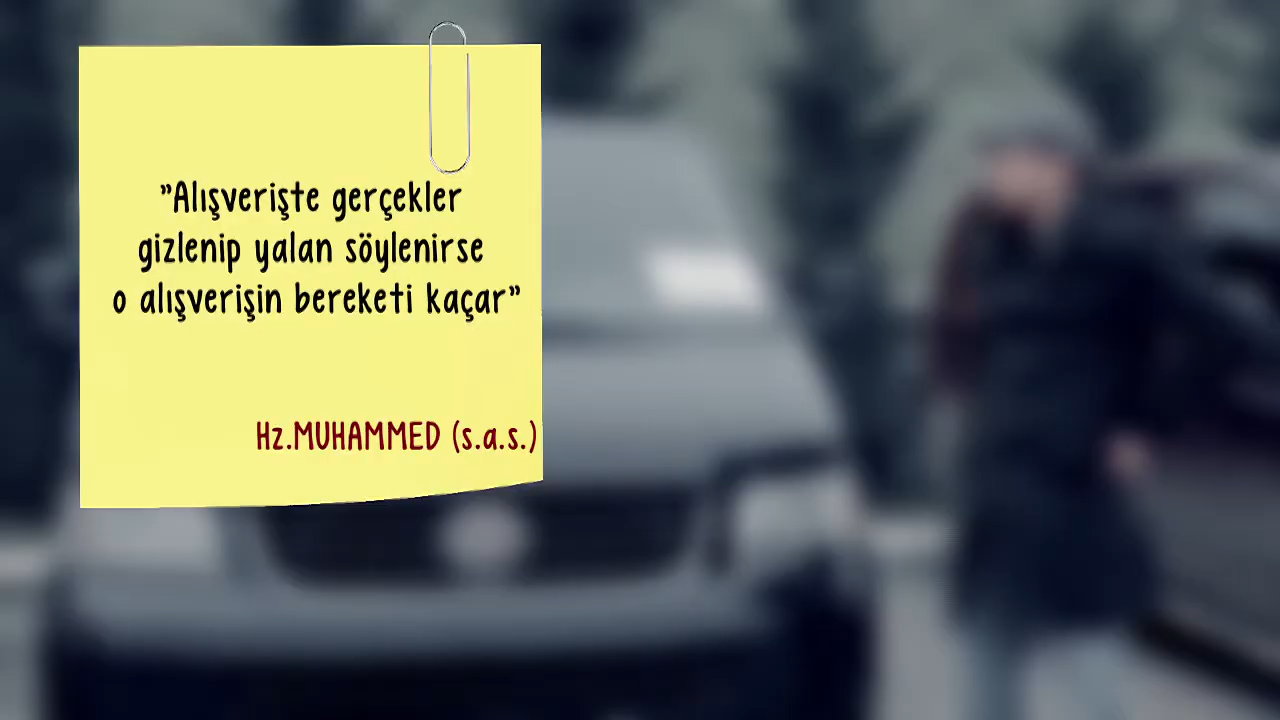 "Alışverişte gerçekler
gizlenip yalan söylenirse
o alışverişin bereketi kaçar"
Hz.MUHAMMED (s.a.s.)